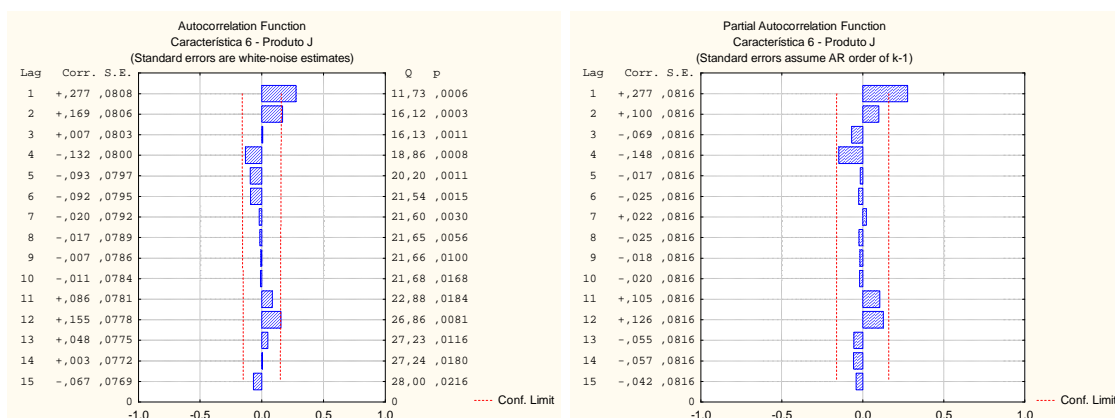 Autocorrelation Function
Característica 6 - Produto J
(Standard errors are white-noise estimates)
Lag Corr. S.E. Q p
1 +,277 ,0808 11,73 ,0006
2 +,169 ,0806 16,12 ,0003
3 +,007 ,0803 16,13 ,0011
4 -,132 ,0800 18,86 ,0008
5 -,093 ,0797 20,20 ,0011
6 -,092 ,0795 21,54 ,0015
7 -,020 ,0792 21,60 ,0030
8 -,017 ,0789 21,65 ,0056
9 -,007 ,0786 21,66 ,0100
10 -,011 ,0784 21,68 ,0168
11 +,086 ,0781 22,88 ,0184
12 +,155 ,0778 26,86 ,0081
13 +,048 ,0775 27,23 ,0116
14 +,003 ,0772 27,24 ,0180
15 -,067 ,0769 28,00 ,0216
0 0
-1.0 -0.5 0.0 0.5 1.0
Conf. Limit
Partial Autocorrelation Function
Característica 6 - Produto J
(Standard errors assume AR order of k-1)
Lag Corr. S.E.
1 +,277 ,0816
2 +,100 ,0816
3 -,069 ,0816
4 -,148 ,0816
5 -,017 ,0816
6 -,025 ,0816
7 +,022 ,0816
8 -,025 ,0816
9 -,018 ,0816
10 -,020 ,0816
11 +,105 ,0816
12 +,126 ,0816
13 -,055 ,0816
14 -,057 ,0816
15 -,042 ,0816
0 0
-1.0 -0.5 0.0 0.5 1.0
Conf. Limit